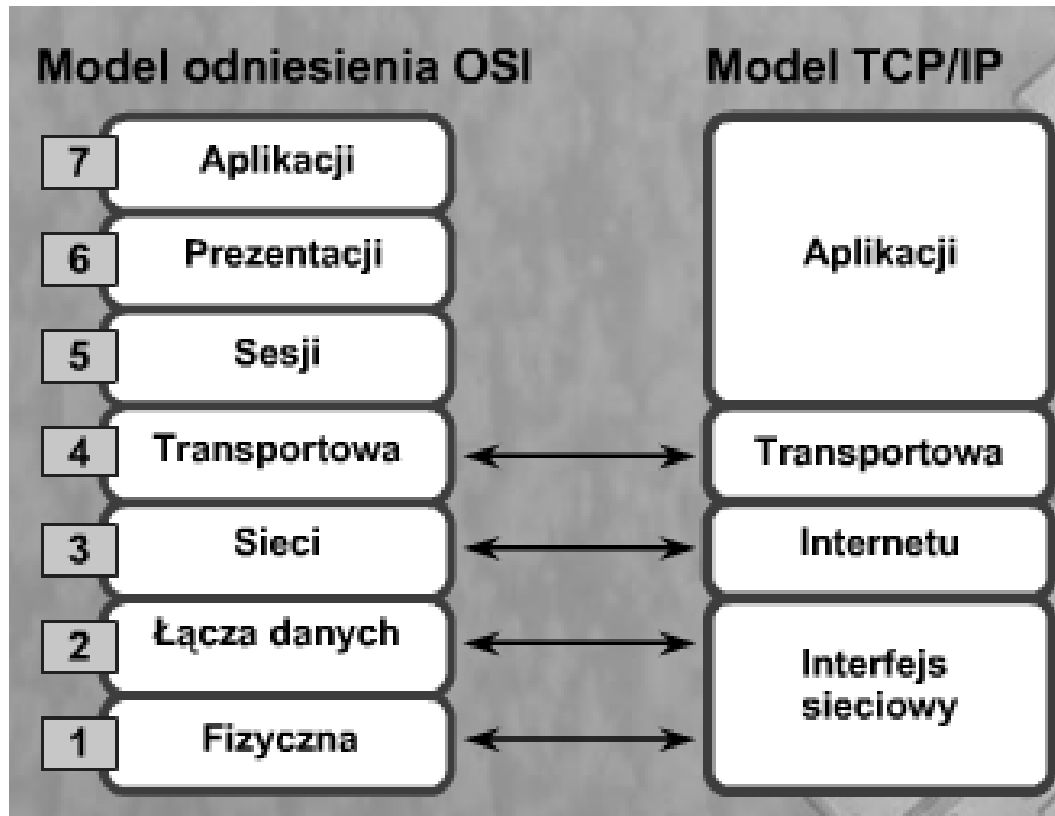 Model odniesienia OSI
7 Aplikacji
6 Prezentacji
5 Sesji
4 Transportowa
3 Sieci
2 Łącza danych
1 Fizyczna
Model TCP/IP
Aplikacji
Transportowa
Internetu
Interfejs
sieciowy